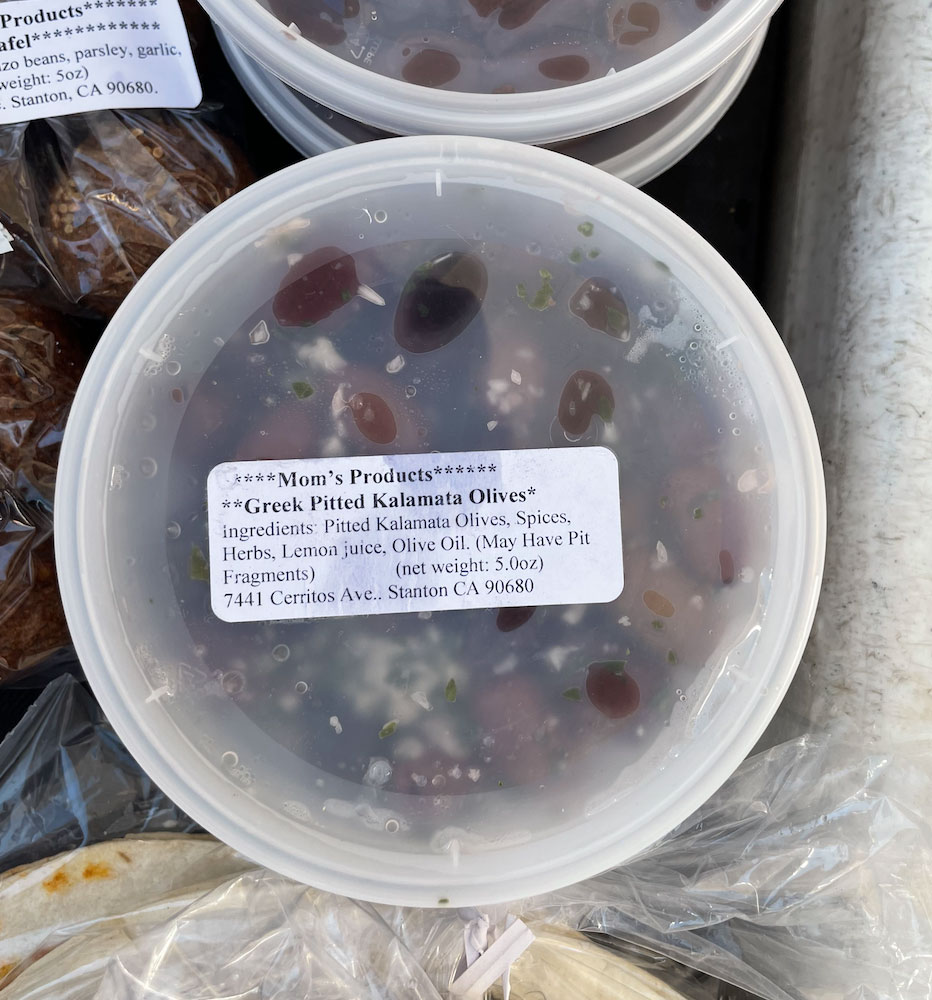 Products*******
afel************
zo beans, parsley, garlic,
weight: 5oz)
. Stanton, CA 90680.
****Mom's Products******
**Greek Pitted Kalamata Olives*
Ingredients: Pitted Kalamata Olives, Spices,
Herbs, Lemon juice, Olive Oil. (May Have Pit
Fragments) (net weight: 5.0oz)
7441 Cerritos Ave.. Stanton CA 90680